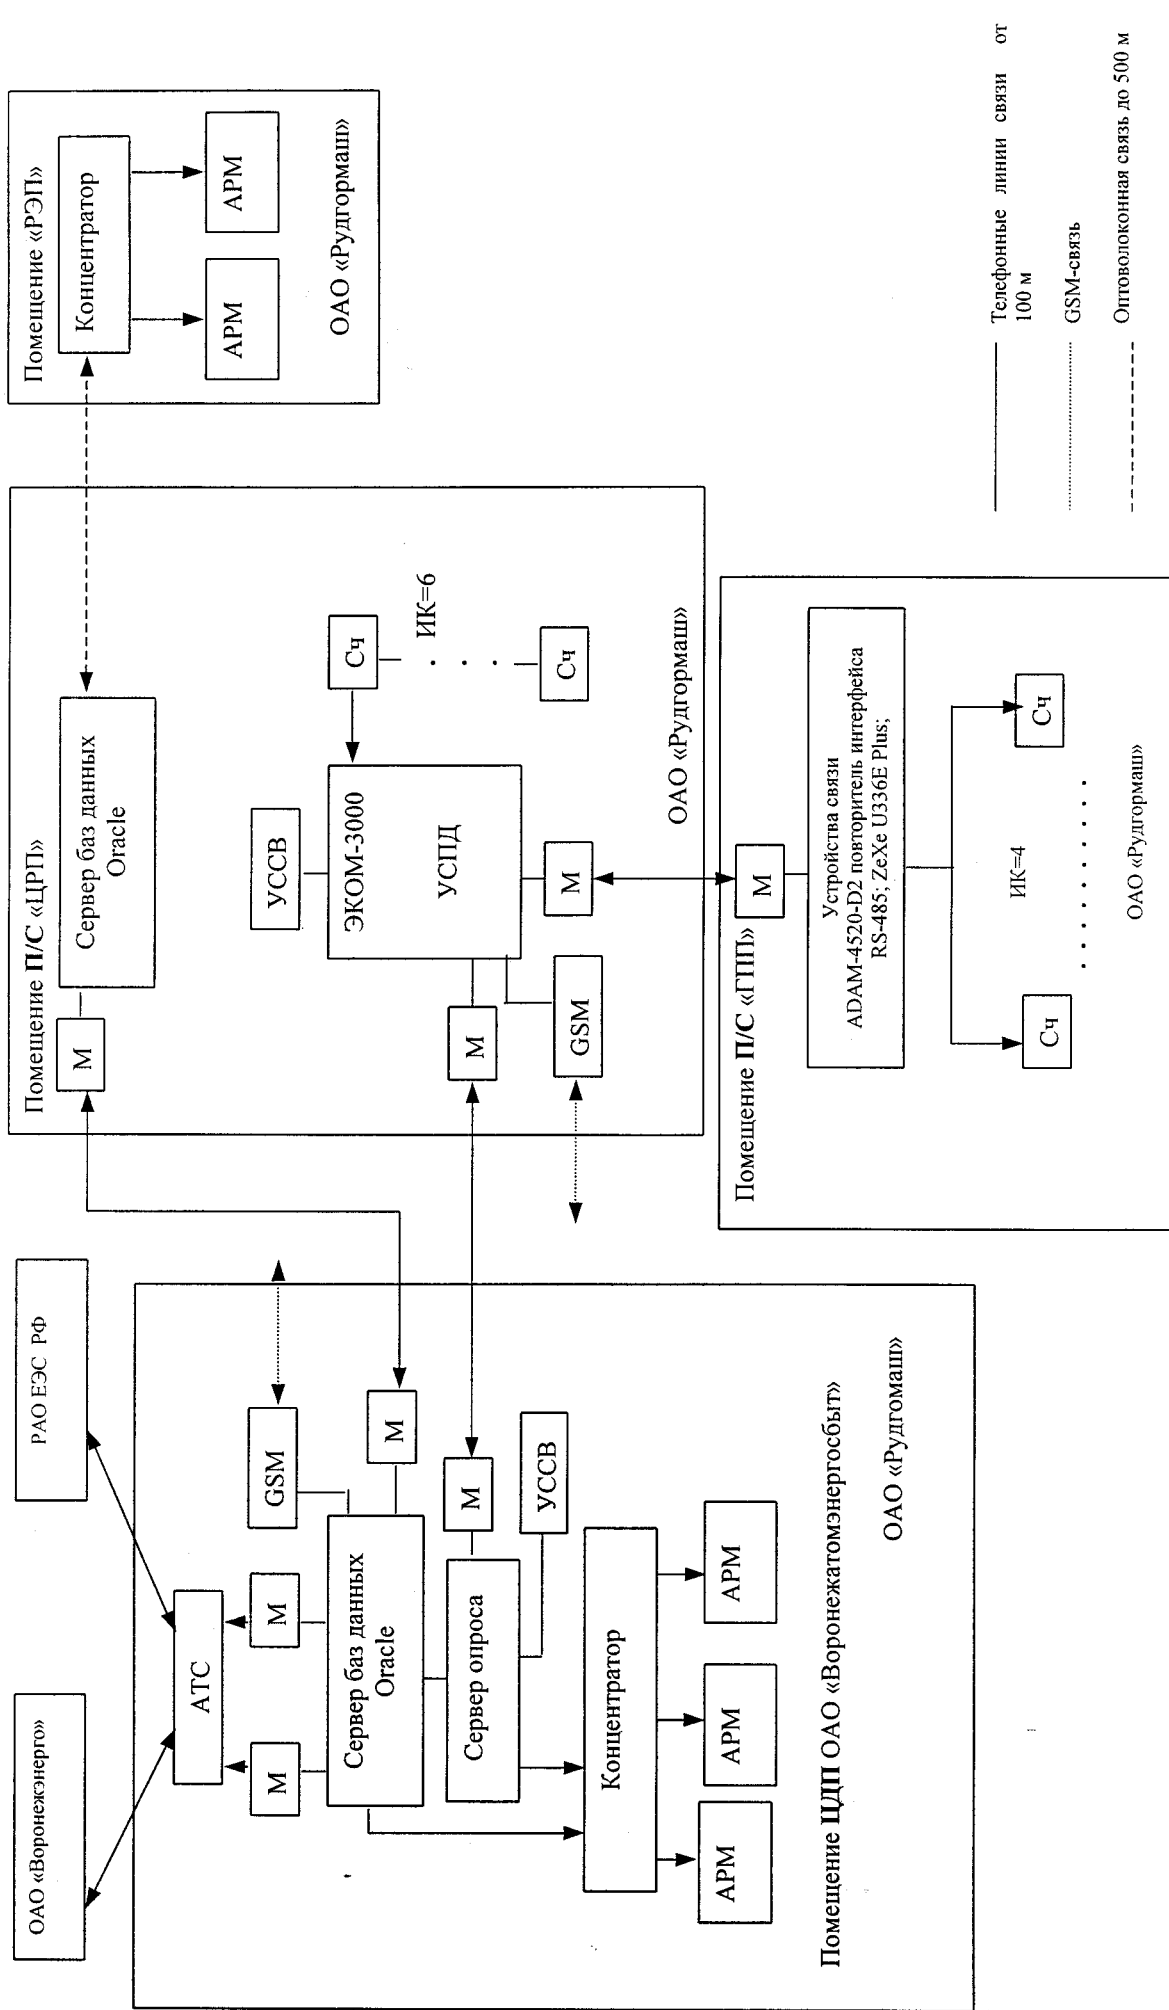 ОАО «Воронежэнерго»
РАО ЕЭС РФ
АТС
М
М
GSM
Сервер баз данных
Oracle
М
Сервер опроса
М
УССВ
Концентратор
АРМ
АРМ
АРМ
Помещение ЦДП ОАО «Воронежатомэнергосбыт»
ОАО «Рудгомаш»
Помещение П/С «ЦРП»
М
Сервер баз данных
Oracle
УССВ
ЭКОМ-3000
УСПД
Сч
ИК=6
Сч
М
GSM
М
ОАО «Рудгормаш»
Помещение «РЭП»
Концентратор
АРМ
АРМ
ОАО «Рудгормаш»
Помещение П/С «ГПП»
М
Устройства связи
ADAM-4520-D2 повторитель интерфейса
RS-485; ZeXe U336E Plus;
Сч
ИК=4
Сч
ОАО «Рудгормаш»
Телефонные линии связи от
100 м
GSM-связь
Оптоволоконная связь до 500 м